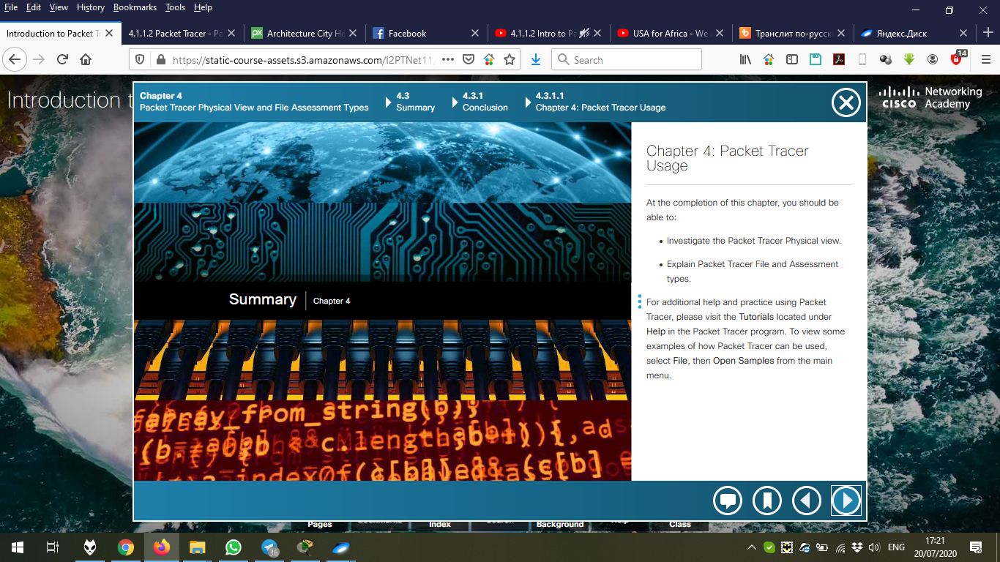 File Edit View History Bookmarks Tools Help
Introduction to Packet T
4.1.1.2 Packet Tracer - Pa
Architecture City H
Facebook
4.1.1.2 Intro to P
USA for Africa - We
Транслит по-русск
Яндекс.Диск
https://static-course-assets.s3.amazonaws.com/I2PTNet11/
Search
14
Introduction t
Chapter 4
Packet Tracer Physical View and File Assessment Types
4.3
Summary
4.3.1
Conclusion
4.3.1.1
Chapter 4: Packet Tracer Usage
CISCO
Networking
Academy
Chapter 4: Packet Tracer
Usage
At the completion of this chapter, you should be
able to:
• Investigate the Packet Tracer Physical view.
• Explain Packet Tracer File and Assessment
types.
For additional help and practice using Packet
Tracer, please visit the Tutorials located under
Help in the Packet Tracer program. To view some
examples of how Packet Tracer can be used,
select File, then Open Samples from the main
menu.
Summary
Chapter 4
array_from_string(b);
c.length;
indexOf(
Pages
Index
Background
Help
Class
36
ENG
17:21
20/07/2020